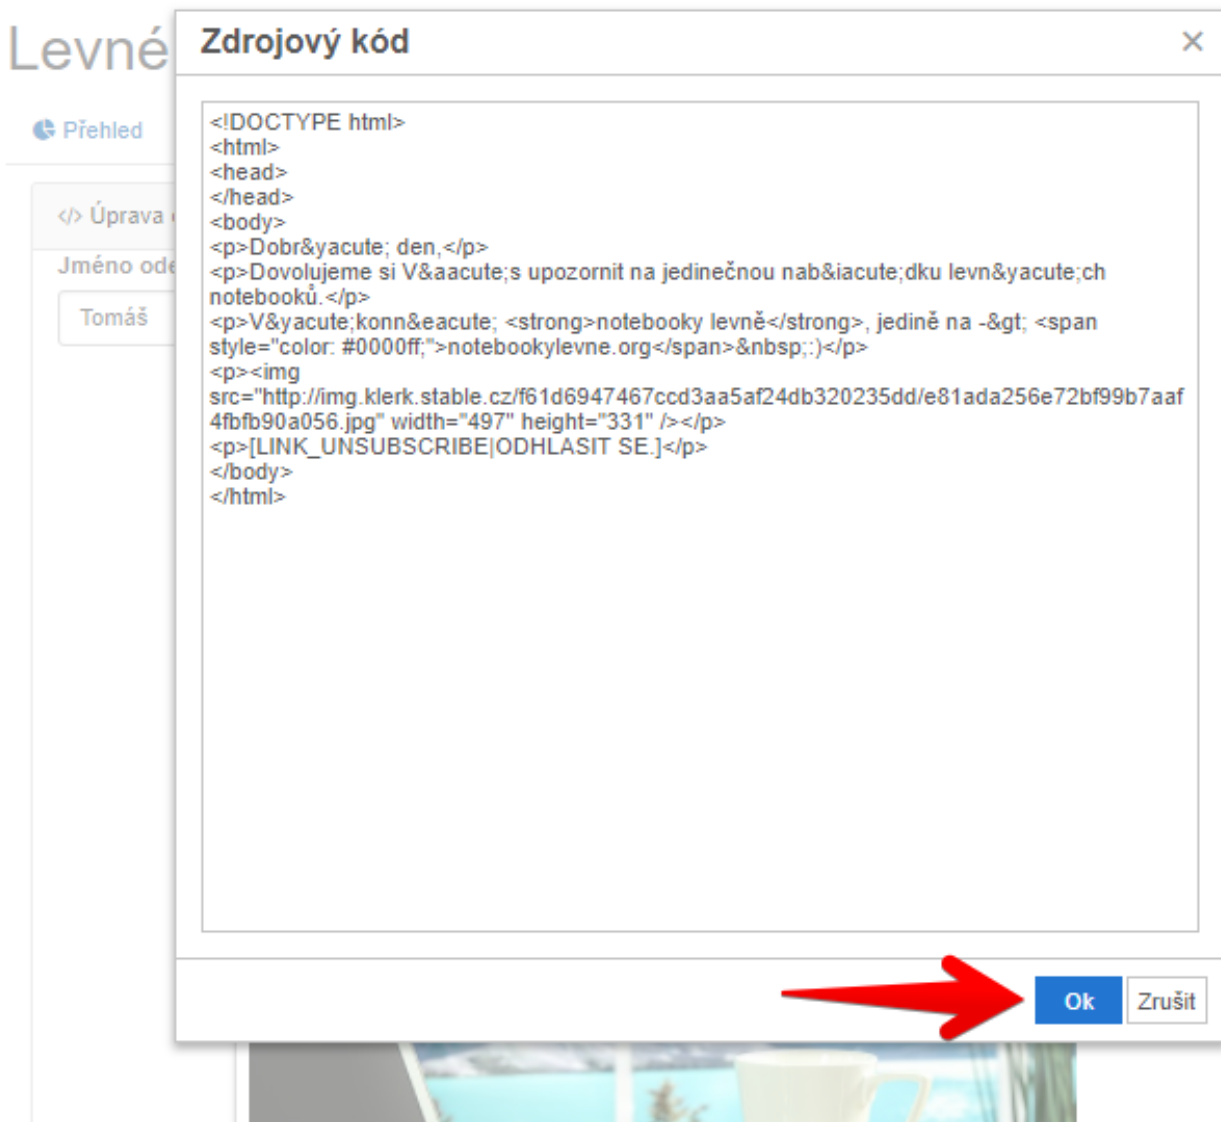 Levné
Zdrojový kód
×
Přehled
</> Úprava
Jméno ode
Tomáš
<!DOCTYPE html>
<html>
<head>
</head>
<body>
<p>Dobr&yacute; den,</p>
<p>Dovolujeme si V&aacute;s upozornit na jedinečnou nab&iacute;dku levn&yacute;ch
notebooků.</p>
<p>V&yacute;konn&eacute; <strong>notebooky levně</strong>, jedině na -&gt; <span
style="color: #0000ff;">notebookylevne.org</span>&nbsp;:)</p>
<p><img
src="http://img.klerk.stable.cz/f61d6947467ccd3aa5af24db320235dd/e81ada256e72bf99b7aaf
4fbfb90a056.jpg" width="497" height="331" /></p>
<p>[LINK_UNSUBSCRIBE|ODHLASIT SE.]</p>
</body>
</html>
Ok
Zrušit